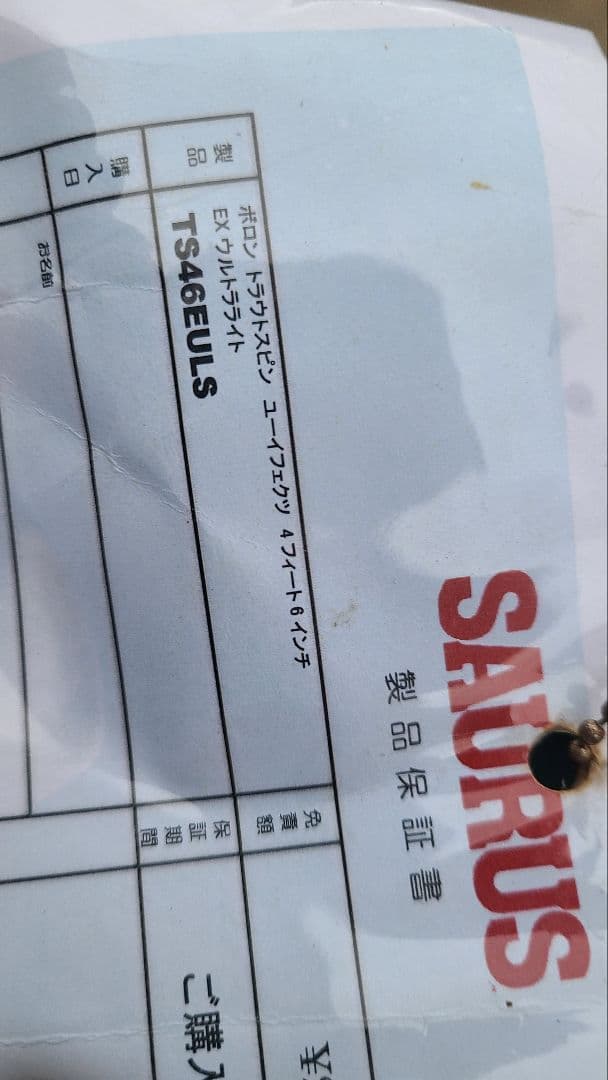 SAURUS
製品保証書
製品
ボロン トラウトスピン ユーイフェクツ 4フィート6インチ
EX ウルトラライト
TS46EULS
免責額
¥
購入日
保証期間
ご購入
お名前